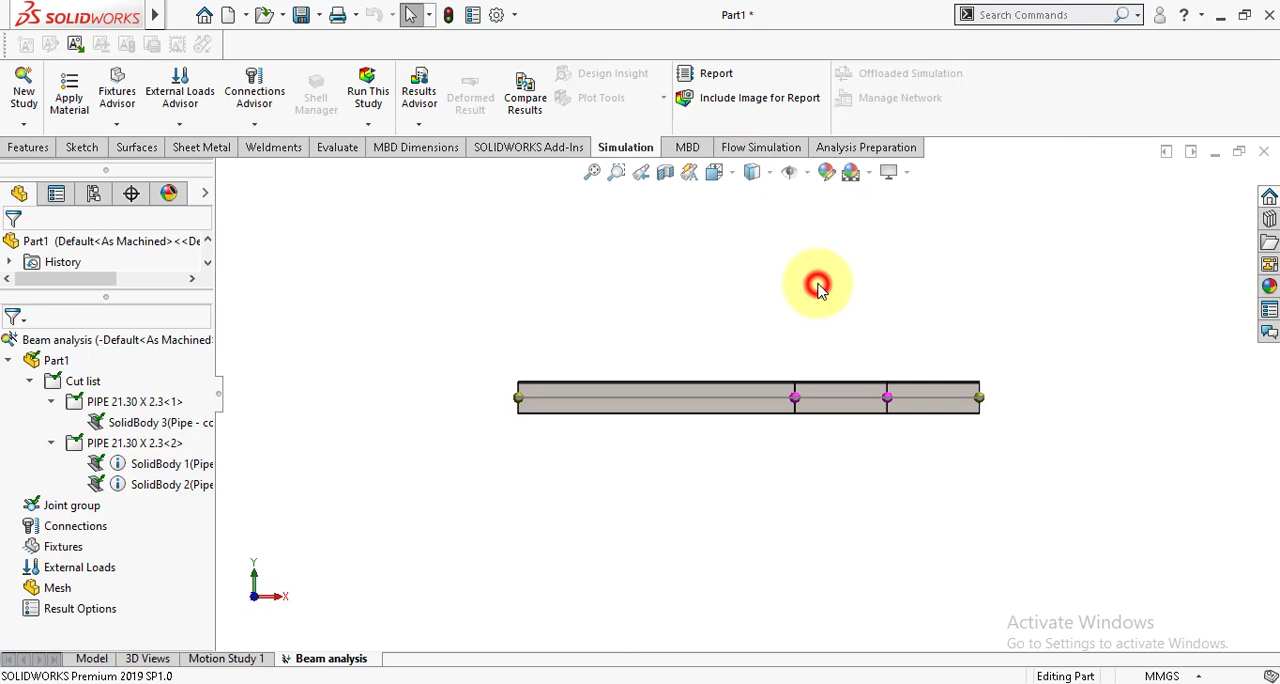 SOLIDWORKS
Part1 *
Search Commands
New Study
Apply Material
Fixtures Advisor
External Loads Advisor
Connections Advisor
Shell Manager
Run This Study
Results Advisor
Deformed Result
Compare Results
Design Insight
Plot Tools
Report
Include Image for Report
Offloaded Simulation
Manage Network
Features
Sketch
Surfaces
Sheet Metal
Weldments
Evaluate
MBD Dimensions
SOLIDWORKS Add-Ins
Simulation
MBD
Flow Simulation
Analysis Preparation
Part1 (Default<As Machined><<De
History
Beam analysis (-Default<As Machined
Part1
Cut list
PIPE 21.30 X 2.3<1>
SolidBody 3(Pipe - cc
PIPE 21.30 X 2.3<2>
SolidBody 1(Pipe
SolidBody 2(Pipe
Joint group
Connections
Fixtures
External Loads
Mesh
Result Options
Y
X
Activate Windows
Go to Settings to activate Windows.
Model
3D Views
Motion Study 1
Beam analysis
SOLIDWORKS Premium 2019 SP1.0
Editing Part
MMGS